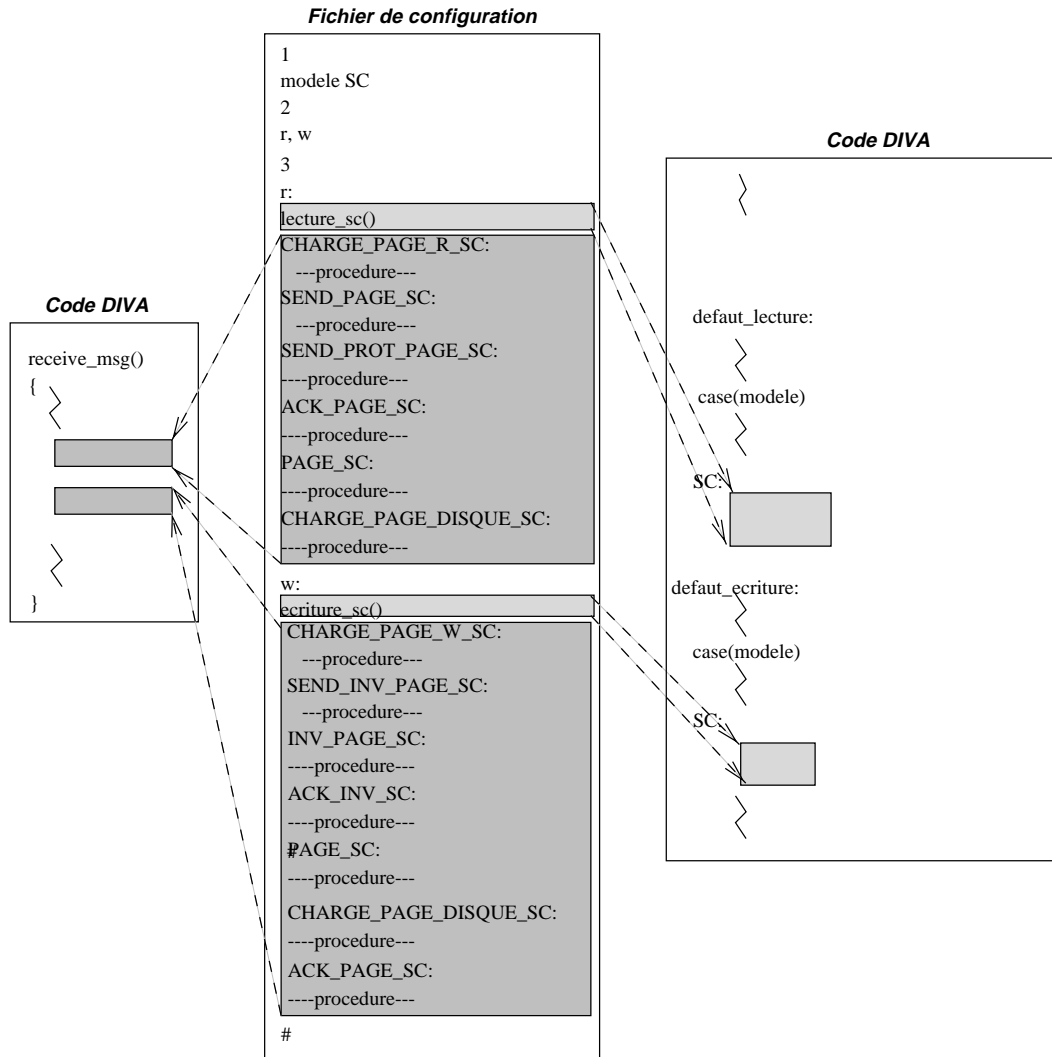 Fichier de configuration
1
modele SC
2
r, w
3
r:
lecture_sc()
CHARGE_PAGE_R_SC:
---procedure---
SEND_PAGE_SC:
---procedure---
SEND_PROT_PAGE_SC:
----procedure---
ACK_PAGE_SC:
----procedure---
PAGE_SC:
----procedure---
CHARGE_PAGE_DISQUE_SC:
----procedure---
w:
ecriture_sc()
CHARGE_PAGE_W_SC:
---procedure---
SEND_INV_PAGE_SC:
---procedure---
INV_PAGE_SC:
----procedure---
ACK_INV_SC:
----procedure---
#
PAGE_SC:
----procedure---
CHARGE_PAGE_DISQUE_SC:
----procedure---
ACK_PAGE_SC:
----procedure---
#
Code DIVA
receive_msg()
{
}
Code DIVA
defaut_lecture:
case(modele)
SC:
defaut_ecriture:
case(modele)
SC: